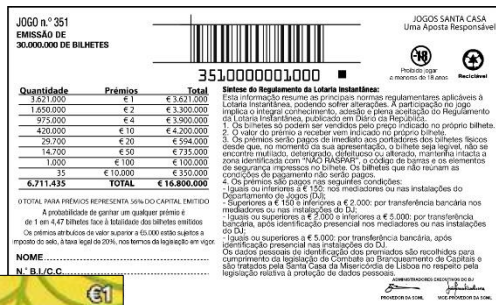 JOGO n.º 351
EMISSÃO DE
30.000.000 DE BILHETES
3510000001000
JOGOS SANTA CASA
Uma Aposta Responsável
18
Proibido jogar
a menores de 18 anos
Reciclável
Quantidade Prémios Total
3.621.000 € 1 € 3.621.000
1.650.000 € 2 € 3.300.000
975.000 € 4 € 3.900.000
420.000 € 10 € 4.200.000
29.700 € 20 € 594.000
14.700 € 50 € 735.000
1.000 € 100 € 100.000
35 € 10.000 € 350.000
6.711.435 TOTAL € 16.800.000
O TOTAL PARA PRÉMIOS REPRESENTA 56% DO CAPITAL EMITIDO
A probabilidade de ganhar um qualquer prémio é
de 1 em 4,47 bilhetes face à totalidade dos bilhetes emitidos
Os prémios atribuídos de valor superior a €5.000 estão sujeitos a
imposto do selo, à taxa legal de 20%, nos termos da legislação em vigor.
NOME
N.º B.I./C.C.
€1
Síntese do Regulamento da Lotaria Instantânea:
Esta informação resume as principais normas regulamentares aplicáveis à
Lotaria Instantânea, podendo sofrer alterações. A participação no jogo
implica o integral conhecimento, adesão e plena aceitação do Regulamento
da Lotaria Instantânea, publicado em Diário da República.
1. Os bilhetes só podem ser vendidos pelo preço indicado no próprio bilhete.
2. O valor do prémio a receber vem indicado no próprio bilhete.
3. Os prémios serão pagos de imediato aos portadores dos bilhetes físicos
desde que, no momento da sua apresentação, o bilhete seja legível, não se
encontre mutilado, deteriorado, defeituoso ou alterado, mantenha intacta a
zona identificada com "NÃO RASPAR", o código de barras e os elementos
de segurança impressos no bilhete. Os bilhetes que não reúnam as
condições de pagamento não serão pagos.
4. Os prémios são pagos nas seguintes condições:
- Iguais ou inferiores a € 150: nos mediadores ou nas instalações do
Departamento de Jogos (DJ);
- Superiores a € 150 e inferiores a € 2.000: por transferência bancária nos
mediadores ou nas instalações do DJ;
- Iguais ou superiores a € 2.000 e inferiores a € 5.000: por transferência
bancária, após identificação presencial nos mediadores ou nas instalações
do DJ;
- Iguais ou superiores a € 5.000: por transferência bancária, após
identificação presencial nas instalações do DJ.
Os dados pessoais de identificação dos premiados são recolhidos para
cumprimento da legislação de Combate ao Branqueamento de Capitais e
são tratados pela Santa Casa da Misericórdia de Lisboa no respeito pela
legislação relativa à proteção de dados pessoais.
ADMINISTRADORES EXECUTIVOS DO DJ
PROVEDOR DA SCML VICE-PROVEDOR DA SCML